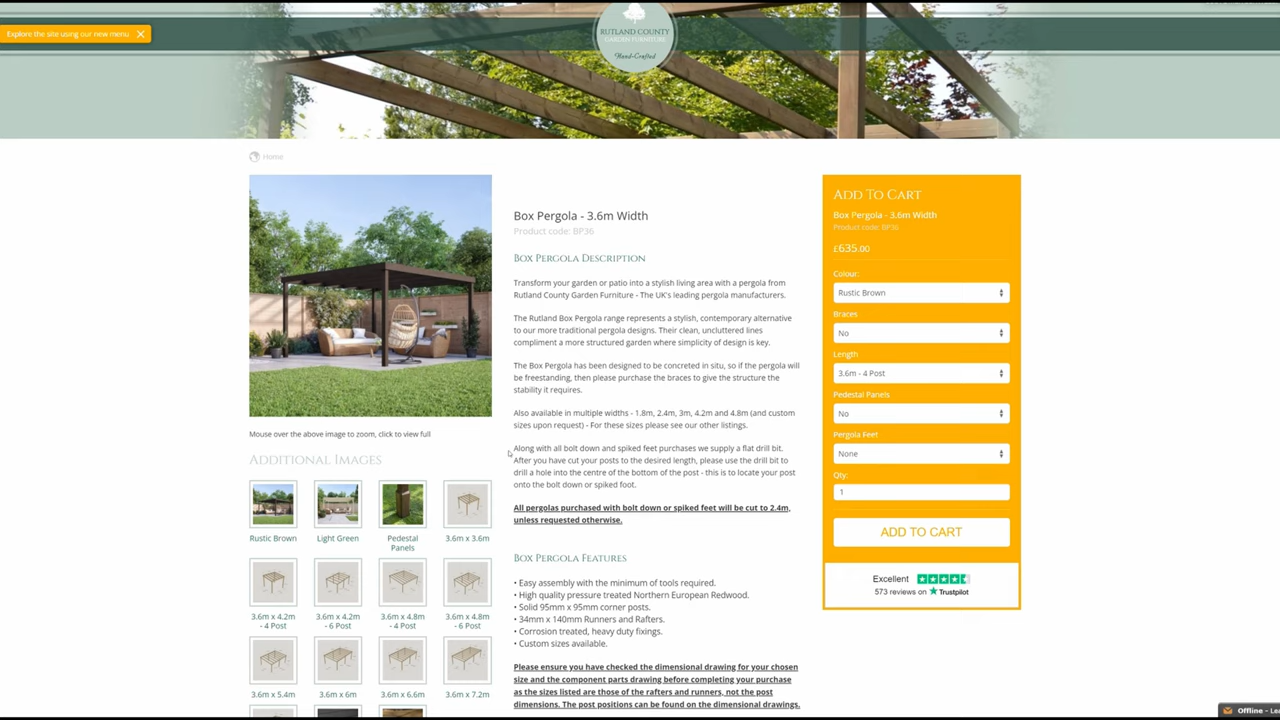 Explore the site using our new menu
RUTLAND COUNTY
GARDEN FURNITURE
Hand-Crafted
Home
Box Pergola - 3.6m Width
Product code: BP36
BOX PERGOLA DESCRIPTION
Transform your garden or patio into a stylish living area with a pergola from
Rutland County Garden Furniture - The UK's leading pergola manufacturers.
The Rutland Box Pergola range represents a stylish, contemporary alternative
to our more traditional pergola designs. Their clean, uncluttered lines
compliment a more structured garden where simplicity of design is key.
The Box Pergola has been designed to be concreted in situ, so if the pergola will
be freestanding, then please purchase the braces to give the structure the
stability it requires.
Also available in multiple widths - 1.8m, 2.4m, 3m, 4.2m and 4.8m (and custom
sizes upon request) - For these sizes please see our other listings.
Along with all bolt down and spiked feet purchases we supply a flat drill bit.
After you have cut your posts to the desired length, please use the drill bit to
drill a hole into the centre of the bottom of the post - this is to locate your post
onto the bolt down or spiked foot.
All pergolas purchased with bolt down or spiked feet will be cut to 2.4m,
unless requested otherwise.
BOX PERGOLA FEATURES
• Easy assembly with the minimum of tools required.
• High quality pressure treated Northern European Redwood.
• Solid 95mm x 95mm corner posts.
• 34mm x 140mm Runners and Rafters.
• Corrosion treated, heavy duty fixings.
• Custom sizes available.
Please ensure you have checked the dimensional drawing for your chosen
size and the component parts drawing before completing your purchase
as the sizes listed are those of the rafters and runners, not the post
dimensions. The post positions can be found on the dimensional drawings.
Mouse over the above image to zoom, click to view full
ADDITIONAL IMAGES
Rustic Brown
Light Green
Pedestal
Panels
3.6m x 3.6m
3.6m x 4.2m
- 4 Post
3.6m x 4.2m
- 6 Post
3.6m x 4.8m
- 4 Post
3.6m x 4.8m
- 6 Post
3.6m x 5.4m
3.6m x 6m
3.6m x 6.6m
3.6m x 7.2m
ADD TO CART
Box Pergola - 3.6m Width
Product code: BP36
£635.00
Colour:
Rustic Brown
Braces
No
Length
3.6m - 4 Post
Pedestal Panels
No
Pergola Feet
None
Qty:
1
ADD TO CART
Excellent
573 reviews on Trustpilot
Offline - Lea